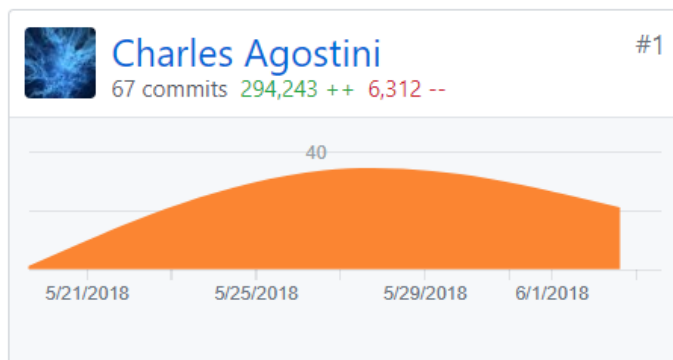 Charles Agostini
#1
67 commits 294,243 ++ 6,312 --
40
5/21/2018 5/25/2018 5/29/2018 6/1/2018